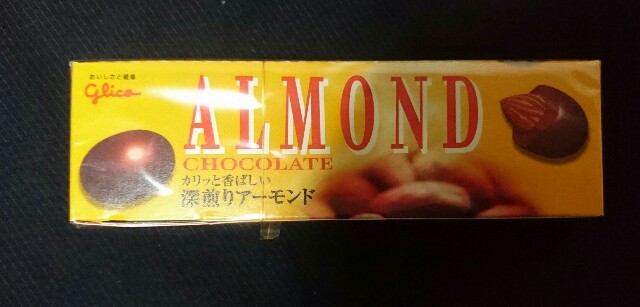 おいしさと健康
Glico
ALMOND
CHOCOLATE
カリッと香ばしい
深煎りアーモンド